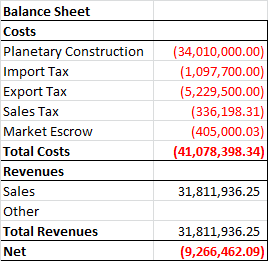 Balance Sheet
Costs
Planetary Construction (34,010,000.00)
Import Tax (1,097,700.00)
Export Tax (5,229,500.00)
Sales Tax (336,198.31)
Market Escrow (405,000.03)
Total Costs (41,078,398.34)
Revenues
Sales 31,811,936.25
Other
Total Revenues 31,811,936.25
Net (9,266,462.09)